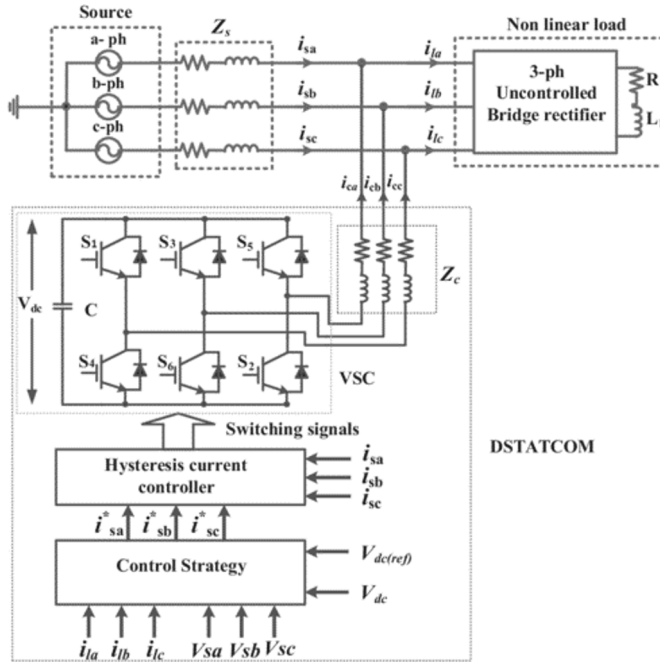 Source
Zs
Non linear load
a- ph
isa
ila
b-ph
isb
ilb
c-ph
isc
ilc
3-ph
Uncontrolled
Bridge rectifier
R
L
ica
icb
icc
S1
S3
S5
Vdc
C
Zc
S4
S6
S2
VSC
Switching signals
DSTATCOM
Hysteresis current
controller
isa
isb
isc
i*sa
i*sb
i*sc
Control Strategy
Vdc(ref)
Vdc
ila
ilb
ilc
Vsa
Vsb
Vsc